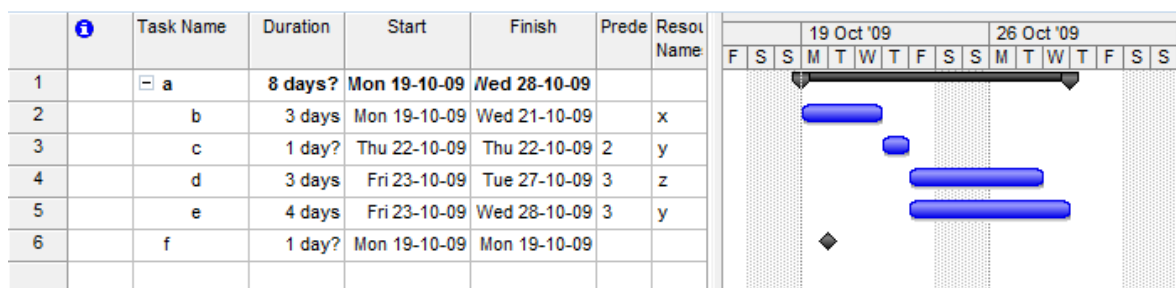 Task Name Duration Start Finish Prede Resou 19 Oct '09 26 Oct '09
Name F S S M T W T F S S M T W T F S S
1 a 8 days? Mon 19-10-09 Wed 28-10-09
2 b 3 days Mon 19-10-09 Wed 21-10-09 x
3 c 1 day? Thu 22-10-09 Thu 22-10-09 2 y
4 d 3 days Fri 23-10-09 Tue 27-10-09 3 z
5 e 4 days Fri 23-10-09 Wed 28-10-09 3 y
6 f 1 day? Mon 19-10-09 Mon 19-10-09